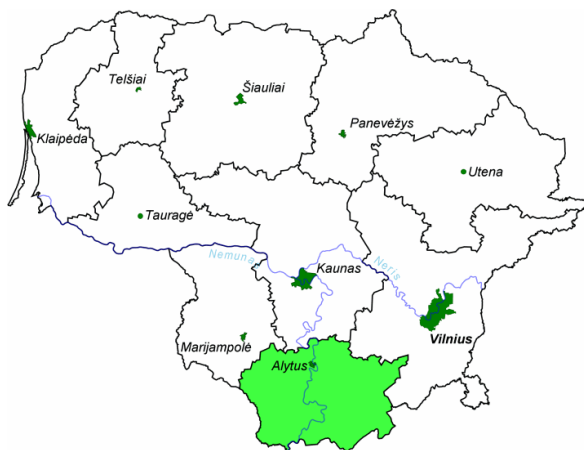 Telšiai
Šiauliai
Klaipėda
Panevėžys
Utena
Tauragė
Nemunas
Kaunas
Neris
Vilnius
Marijampolė
Alytus